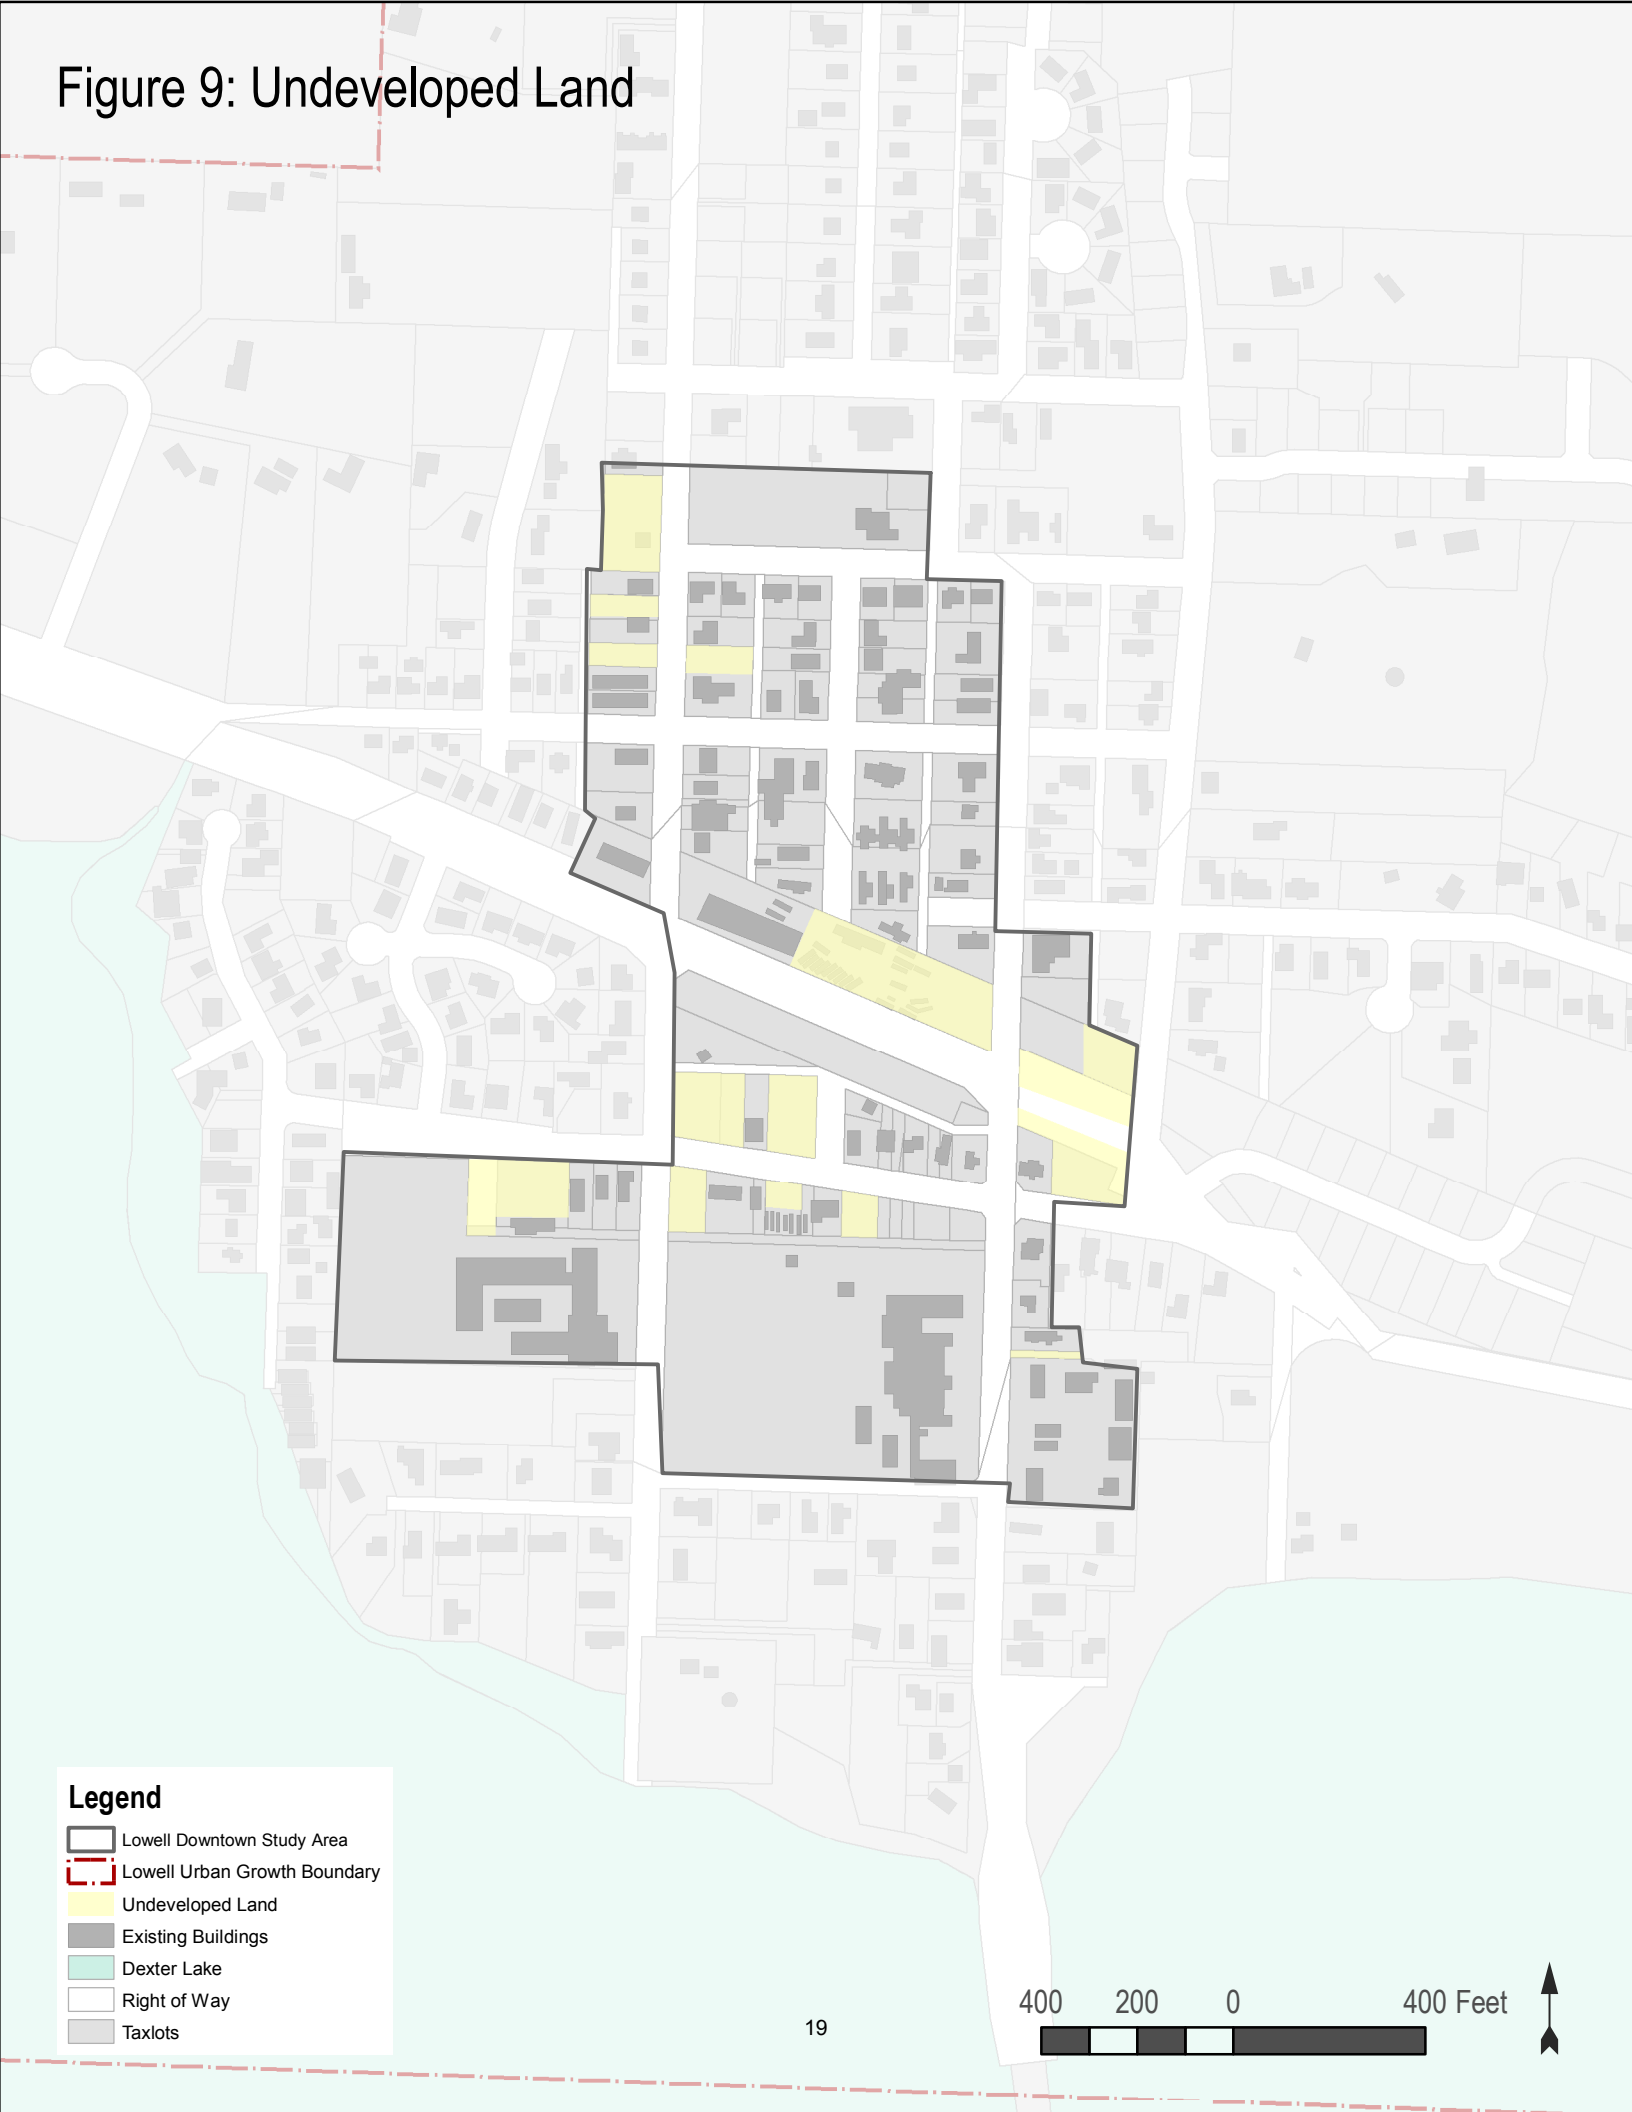 Figure 9: Undeveloped Land
Legend
Lowell Downtown Study Area
Lowell Urban Growth Boundary
Undeveloped Land
Existing Buildings
Dexter Lake
Right of Way
Taxlots
19
400 200 0 400 Feet